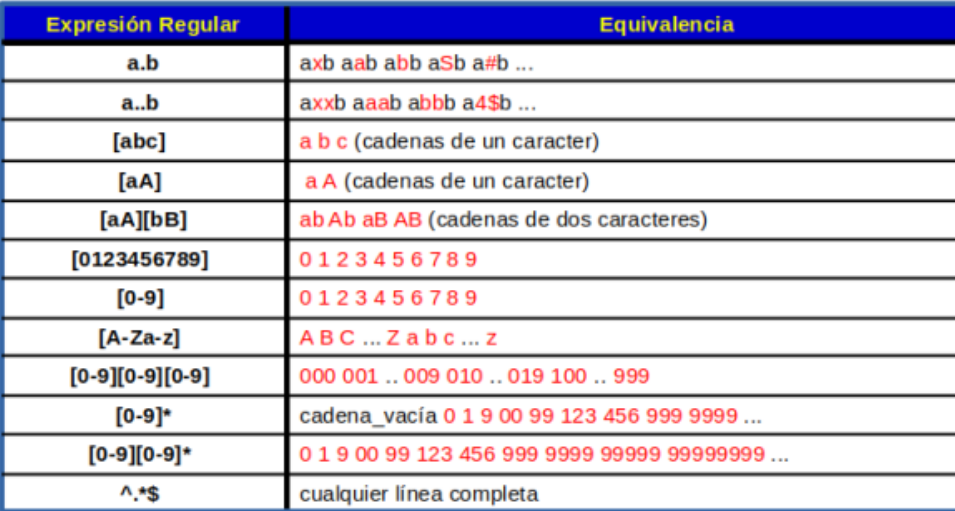 Expresión Regular Equivalencia
a.b axb aab abb aSb a#b ...
a..b axxb aaab abbb a4$b ...
[abc] a b c (cadenas de un caracter)
[aA] a A (cadenas de un caracter)
[aA][bB] ab Ab aB AB (cadenas de dos caracteres)
[0123456789] 0 1 2 3 4 5 6 7 8 9
[0-9] 0 1 2 3 4 5 6 7 8 9
[A-Za-z] A B C ... Z a b c ... z
[0-9][0-9][0-9] 000 001 .. 009 010 .. 019 100 .. 999
[0-9]* cadena_vacía 0 1 9 00 99 123 456 999 9999 ...
[0-9][0-9]* 0 1 9 00 99 123 456 999 9999 99999 99999999 ...
^.*$ cualquier línea completa